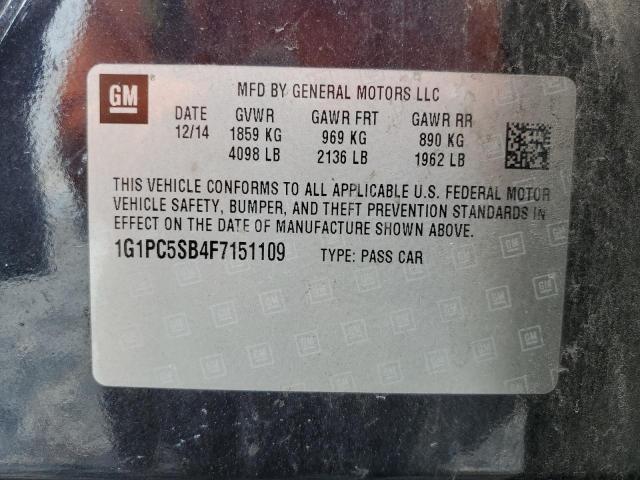 GM
MFD BY GENERAL MOTORS LLC
DATE GVWR GAWR FRT GAWR RR
12/14 1859 KG 969 KG 890 KG
4098 LB 2136 LB 1962 LB
THIS VEHICLE CONFORMS TO ALL APPLICABLE U.S. FEDERAL MOTOR
VEHICLE SAFETY, BUMPER, AND THEFT PREVENTION STANDARDS IN
EFFECT ON THE DATE OF MANUFACTURE SHOWN ABOVE.
1G1PC5SB4F7151109 TYPE: PASS CAR